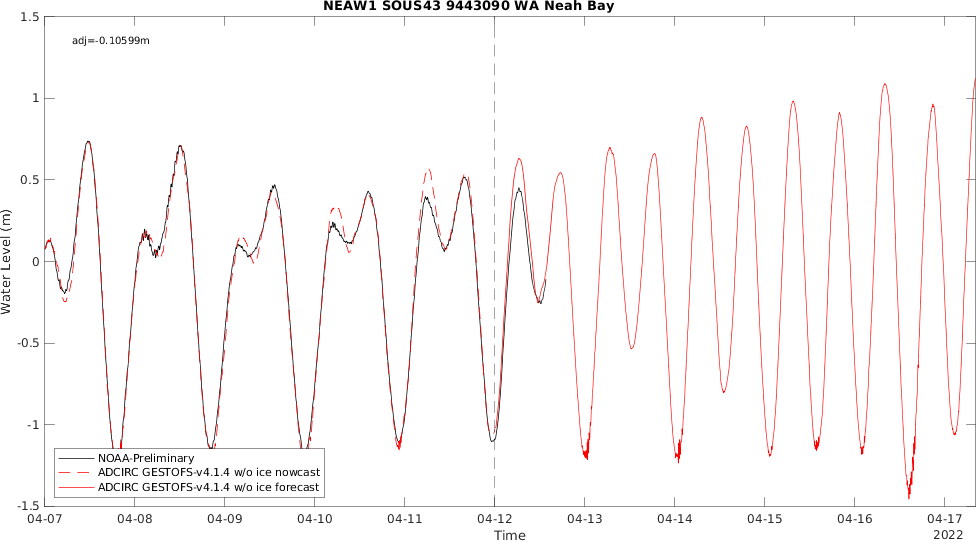 NEAW1 SOUS43 9443090 WA Neah Bay
adj=-0.10599m
Water Level (m)
1.5
1
0.5
0
-0.5
-1
-1.5
NOAA-Preliminary
ADCIRC GESTOFS-v4.1.4 w/o ice nowcast
ADCIRC GESTOFS-v4.1.4 w/o ice forecast
04-07 04-08 04-09 04-10 04-11 04-12 04-13 04-14 04-15 04-16 04-17
Time
2022